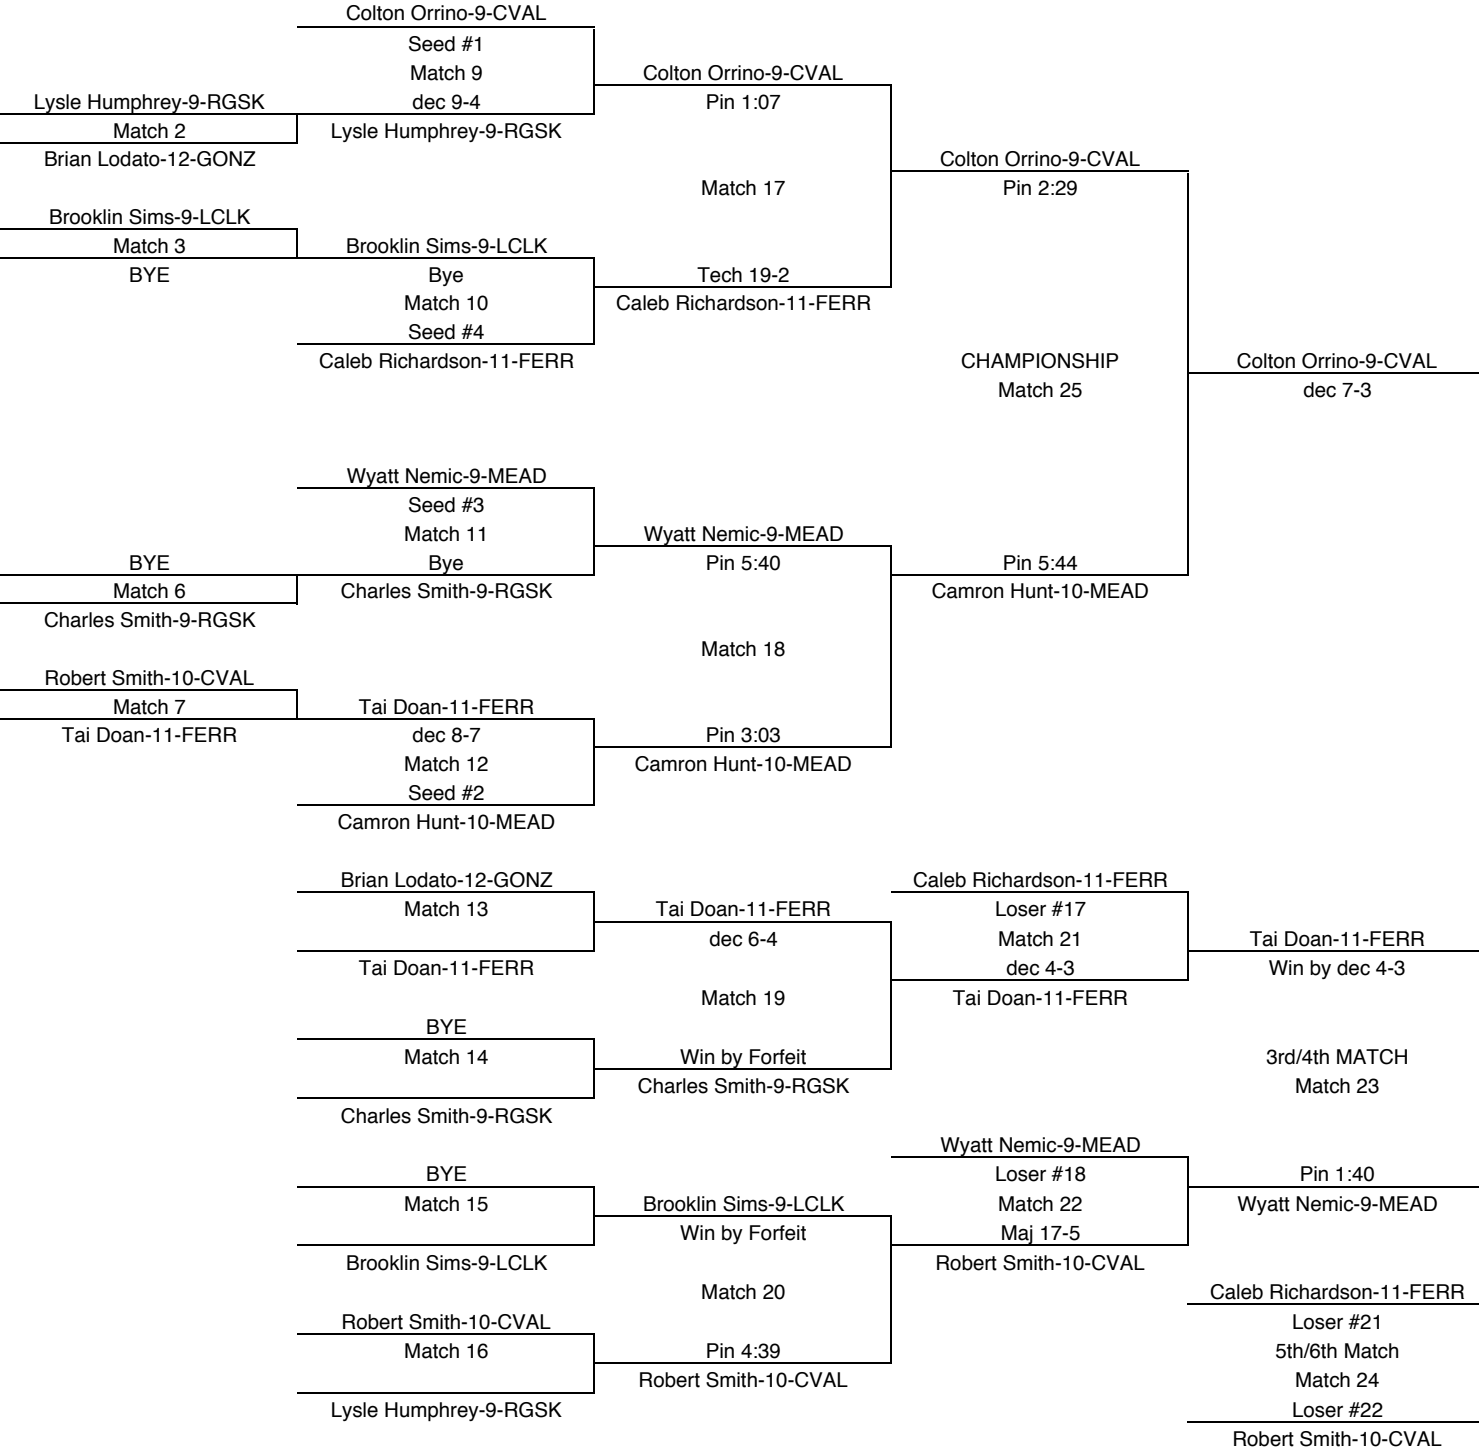 Colton Orrino-9-CVAL
Seed #1
Match 9
Colton Orrino-9-CVAL
Lysle Humphrey-9-RGSK
dec 9-4
Pin 1:07
Match 2
Lysle Humphrey-9-RGSK
Brian Lodato-12-GONZ
Colton Orrino-9-CVAL
Match 17
Pin 2:29
Brooklin Sims-9-LCLK
Match 3
Brooklin Sims-9-LCLK
BYE
Bye
Tech 19-2
Match 10
Caleb Richardson-11-FERR
Seed #4
Caleb Richardson-11-FERR
CHAMPIONSHIP
Colton Orrino-9-CVAL
Match 25
dec 7-3
Wyatt Nemic-9-MEAD
Seed #3
Match 11
Wyatt Nemic-9-MEAD
BYE
Bye
Pin 5:40
Pin 5:44
Match 6
Charles Smith-9-RGSK
Camron Hunt-10-MEAD
Charles Smith-9-RGSK
Match 18
Robert Smith-10-CVAL
Match 7
Tai Doan-11-FERR
Tai Doan-11-FERR
dec 8-7
Pin 3:03
Match 12
Camron Hunt-10-MEAD
Seed #2
Camron Hunt-10-MEAD
Brian Lodato-12-GONZ
Caleb Richardson-11-FERR
Match 13
Tai Doan-11-FERR
Loser #17
dec 6-4
Match 21
Tai Doan-11-FERR
Tai Doan-11-FERR
dec 4-3
Win by dec 4-3
Match 19
Tai Doan-11-FERR
BYE
Match 14
Win by Forfeit
3rd/4th MATCH
Charles Smith-9-RGSK
Match 23
Charles Smith-9-RGSK
Wyatt Nemic-9-MEAD
BYE
Loser #18
Pin 1:40
Match 15
Brooklin Sims-9-LCLK
Match 22
Wyatt Nemic-9-MEAD
Win by Forfeit
Maj 17-5
Brooklin Sims-9-LCLK
Robert Smith-10-CVAL
Match 20
Caleb Richardson-11-FERR
Robert Smith-10-CVAL
Loser #21
Match 16
Pin 4:39
5th/6th Match
Robert Smith-10-CVAL
Match 24
Lysle Humphrey-9-RGSK
Loser #22
Robert Smith-10-CVAL